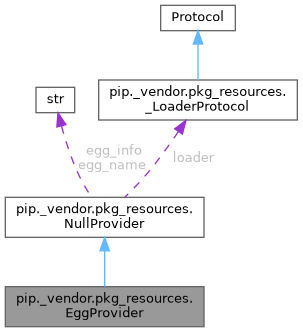 Protocol
str
pip._vendor.pkg_resources.
_LoaderProtocol
egg_info
egg_name
loader
pip._vendor.pkg_resources.
NullProvider
pip._vendor.pkg_resources.
EggProvider